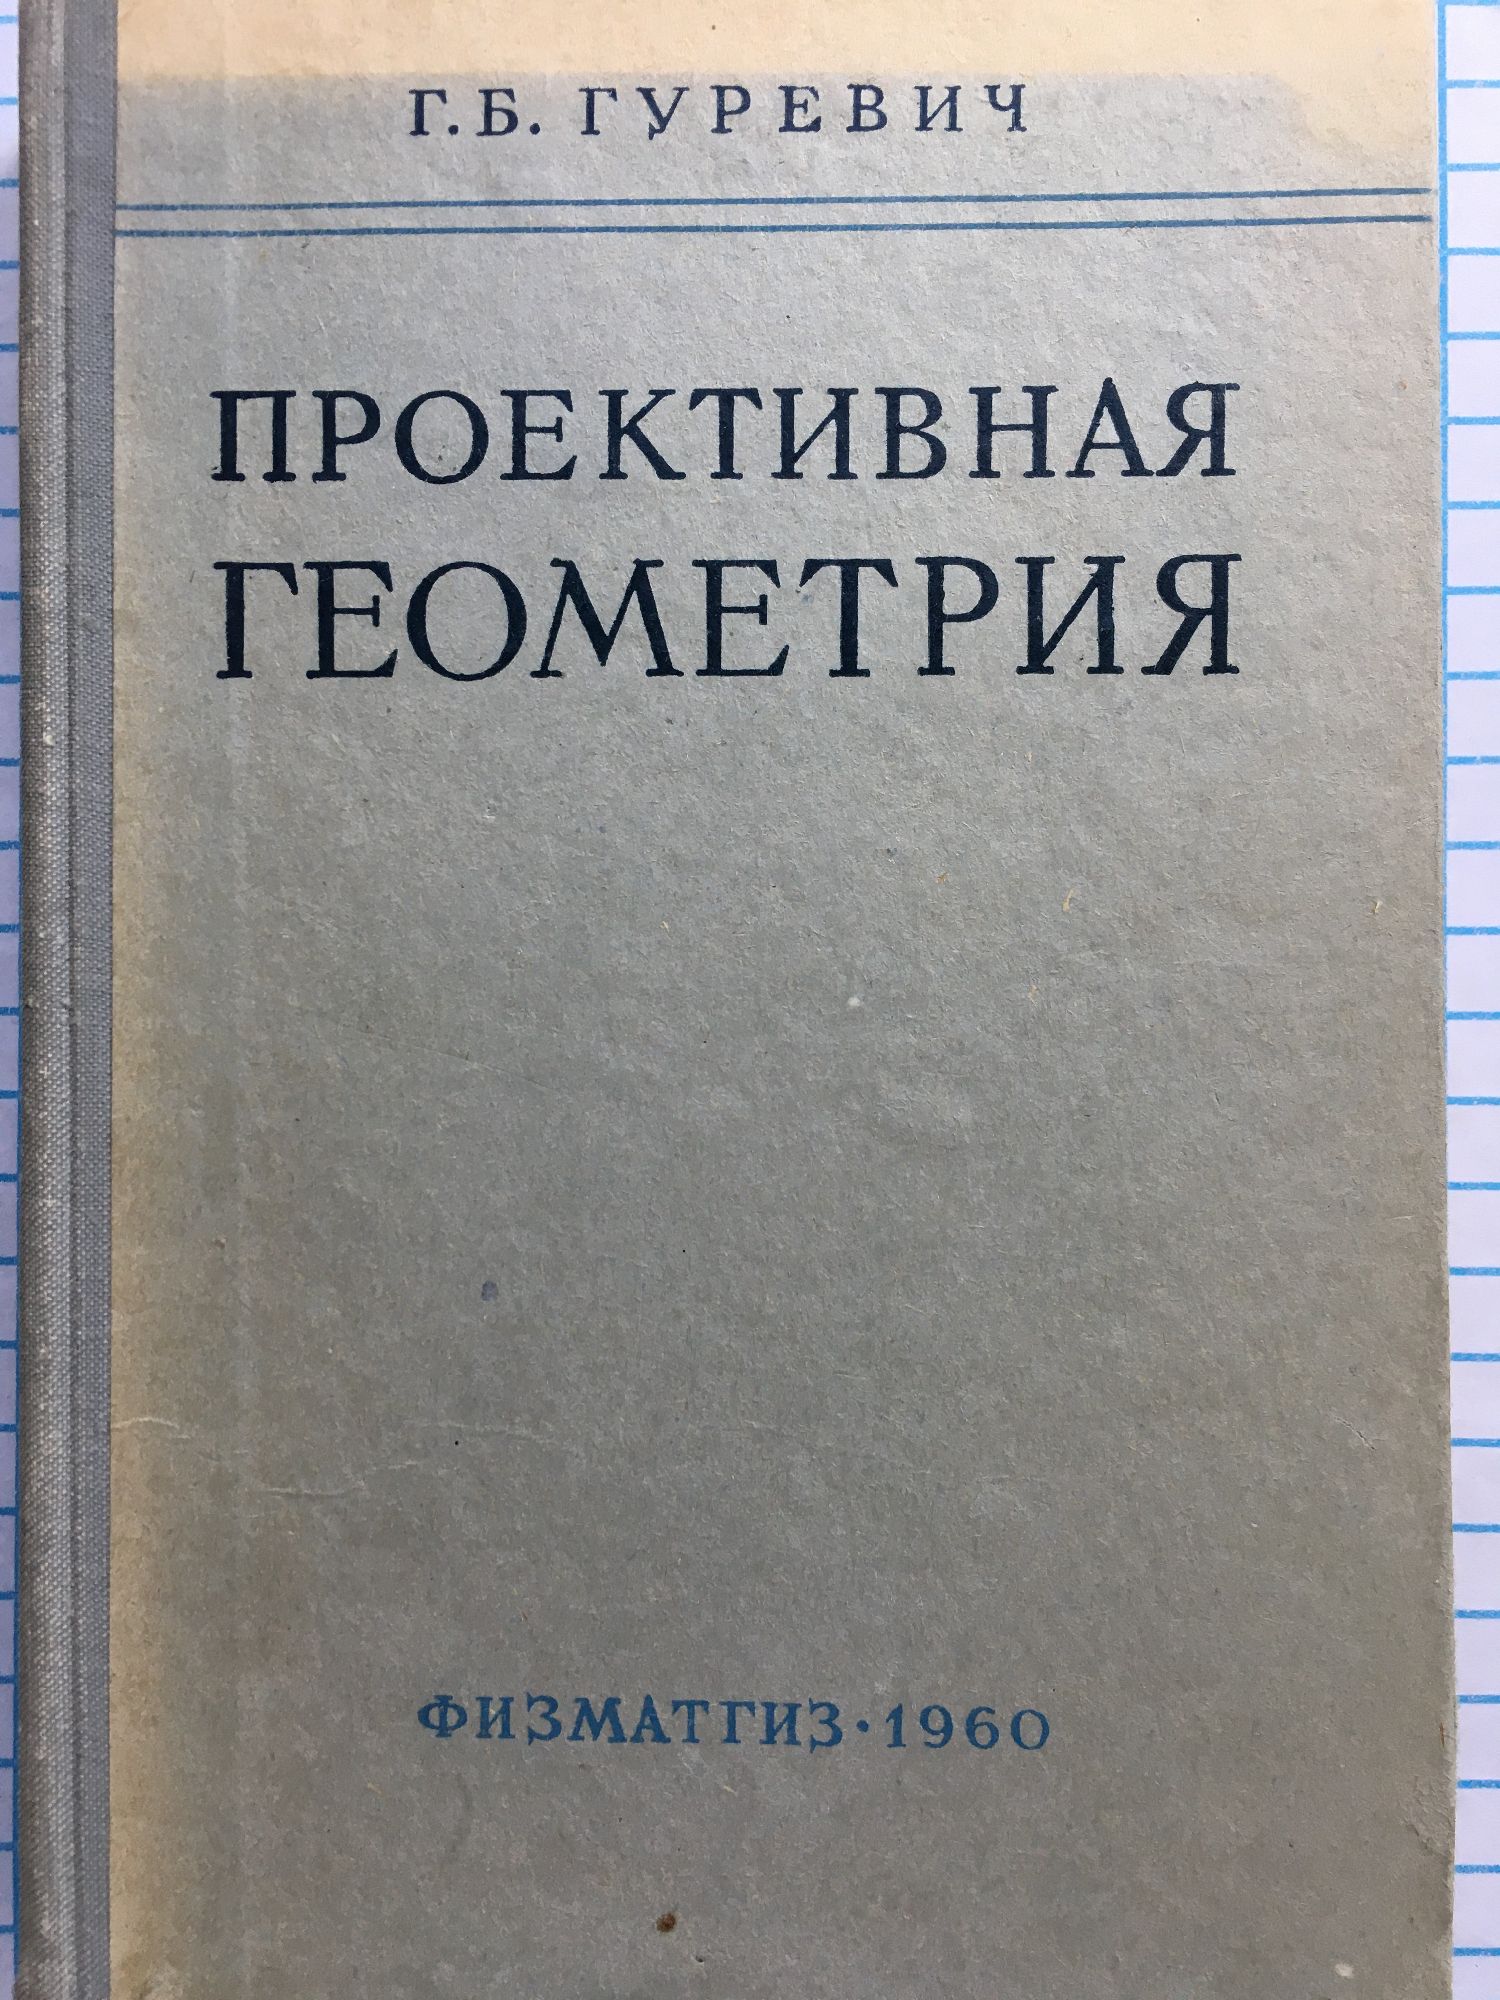 Г. Б. ГУРЕВИЧ
ПРОЕКТИВНАЯ
ГЕОМЕТРИЯ
ФИЗМАТГИЗ • 1960